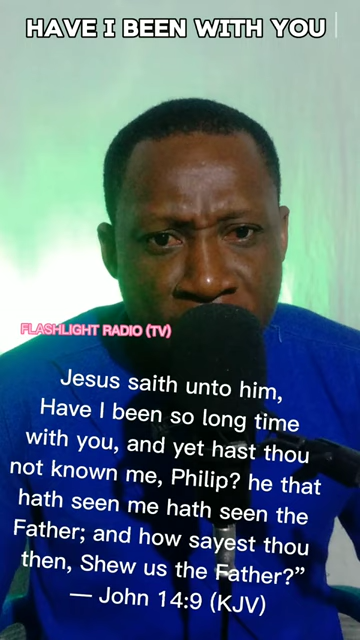 HAVE I BEEN WITH YOU
FLASHLIGHT RADIO (TV)
Jesus saith unto him,
Have I been so long time
with you, and yet hast thou
not known me, Philip? he that
hath seen me hath seen the
Father; and how sayest thou
then, Shew us the Father?”
— John 14:9 (KJV)